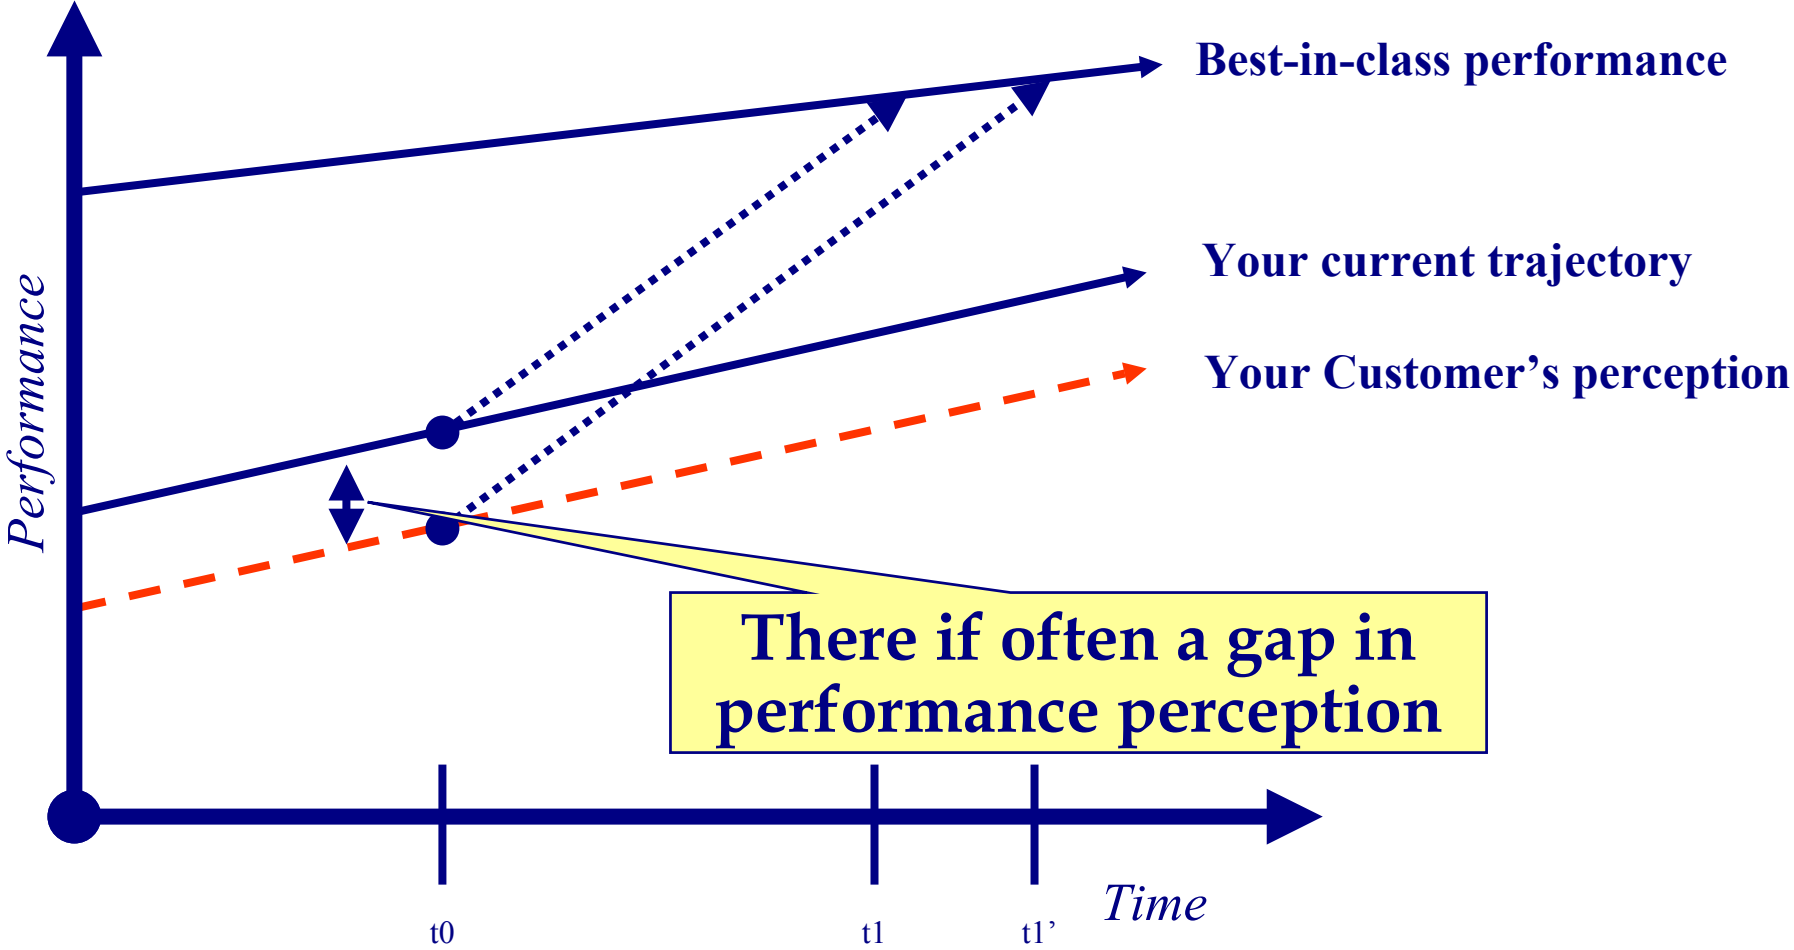 Best-in-class performance
Your current trajectory
Your Customer’s perception
Performance
There if often a gap in
performance perception
Time
t0
t1
t1’